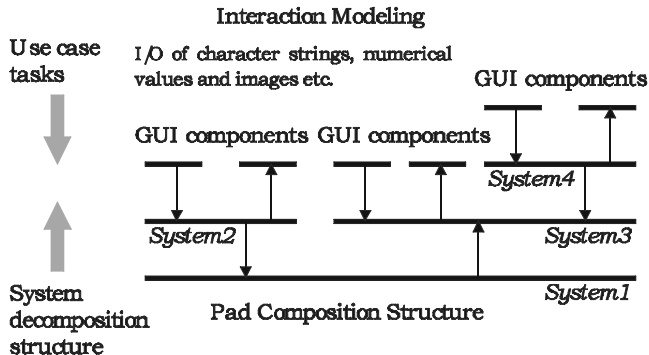 Interaction Modeling
Use case
tasks
I/O of character strings, numerical
values and images etc.
GUI components
GUI components
GUI components
System4
System2
System3
System1
System
decomposition
structure
Pad Composition Structure